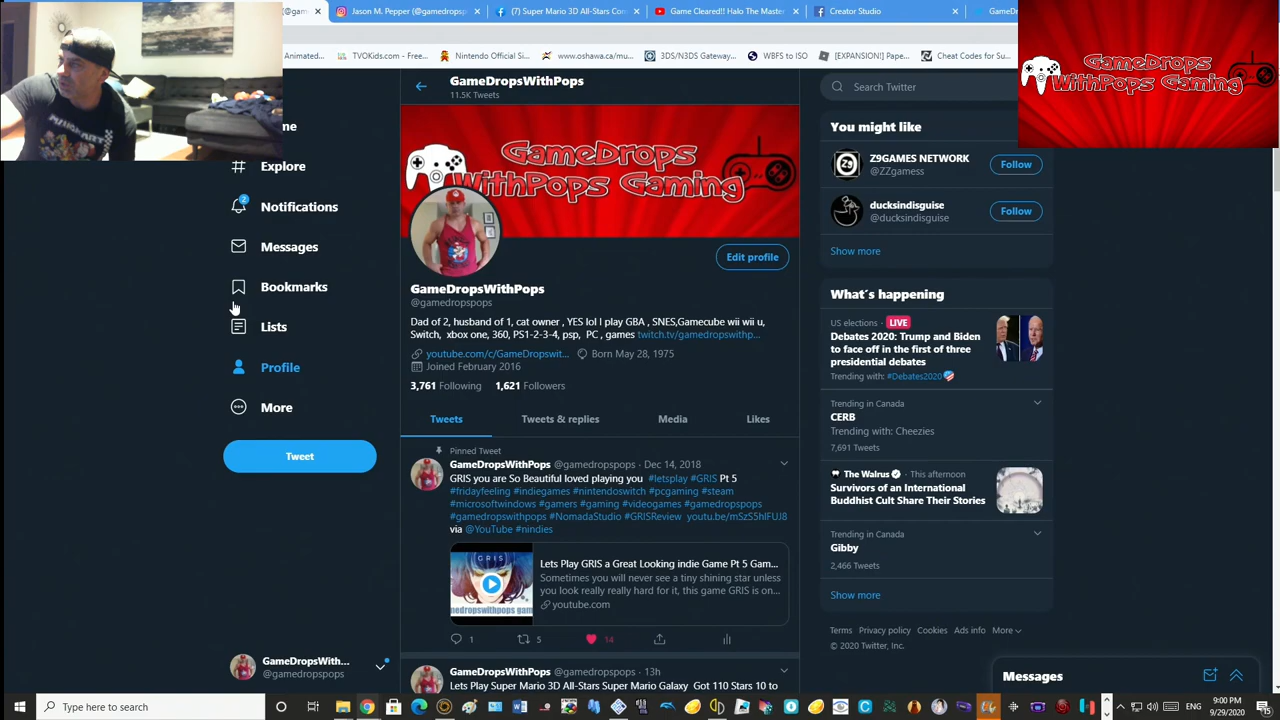 @gam
Jason M. Pepper (@gamedrop
(7) Super 3D All-Stars Super M
Gleared!! Halo The Master
Creator Studio
GameDr
Animated...
TVOKids.com - Free...
Nintendo Official Si...
www.oshawa.ca/mu...
3DS/N3DS Gateway...
WBFS to ISO
[EXPANSION!] Pape...
Cheat Codes for Su...
GameDrops
WithPops Gaming
GameDropsWithPops
11.5K Tweets
Search Twitter
Explore
Notifications
2
Messages
Bookmarks
Lists
Profile
More
Tweet
GameDrops
WithPops Gaming
Edit profile
GameDropsWithPops
@gamedropspops
Dad of 2, husband of 1, cat owner , YES lol I play GBA , SNES,Gamecube wii wii u,
Switch, xbox one, 360, PS1-2-3-4, psp, PC , games twitch.tv/gamedropswithp...
youtube.com/c/GameDropswit... Born May 28, 1975
Joined February 2016
3,761 Following 1,621 Followers
Tweets Tweets & replies Media Likes
Pinned Tweet
GameDropsWithPops @gamedropspops · Dec 14, 2018
GRIS you are So Beautiful loved playing you #letsplay #GRIS Pt 5
#fridayfeeling #indiegames #nintendoswitch #pcgaming #steam
#microsoftwindows #gamers #gaming #videogames #gamedropspops
#gamedropswithpops #NomadaStudio #GRISReview youtu.be/mSzS5hIFUJ8
via @YouTube #nindies
GRIS
nedropswithpops gam
Lets Play GRIS a Great Looking indie Game Pt 5 Gam...
Sometimes you will never see a tiny shining star unless
you look really really hard for it, this game GRIS is on...
youtube.com
1 5 14
GameDropsWithPops @gamedropspops · 13h
Lets Play Super Mario 3D All-Stars Super Mario Galaxy Got 110 Stars 10 to
You might like
Z9GAMES NETWORK
@ZZgamess
Follow
ducksindisguise
@ducksindisguise
Follow
Show more
What's happening
US elections · LIVE
Debates 2020: Trump and Biden
to face off in the first of three
presidential debates
Trending with: #Debates2020
Trending in Canada
CERB
Trending with: Cheezies
7,691 Tweets
The Walrus · This afternoon
Survivors of an International
Buddhist Cult Share Their Stories
Trending in Canada
Gibby
2,466 Tweets
Show more
Terms Privacy policy Cookies Ads info More
© 2020 Twitter, Inc.
Messages
GameDropsWith...
@gamedropspops
Type here to search
ENG
9:00 PM
9/29/2020